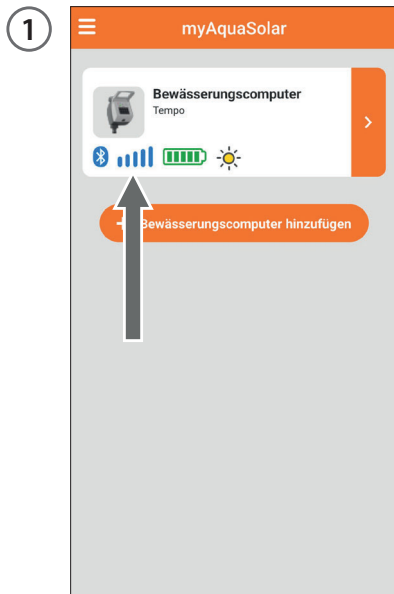 1
myAquaSolar
Bewässerungscomputer
Tempo
+ Bewässerungscomputer hinzufügen